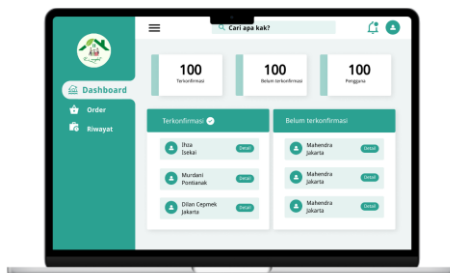 Cari apa kak?
Dashboard
Order
Riwayat
100
Terkonfirmasi
100
Belum terkonfirmasi
100
Pengguna
Terkonfirmasi
Ihza
Isekai
Detail
Murdani
Pontianak
Detail
Dilan Cepmek
Jakarta
Detail
Belum terkonfirmasi
Mahendra
Jakarta
Detail
Mahendra
Jakarta
Detail
Mahendra
Jakarta
Detail